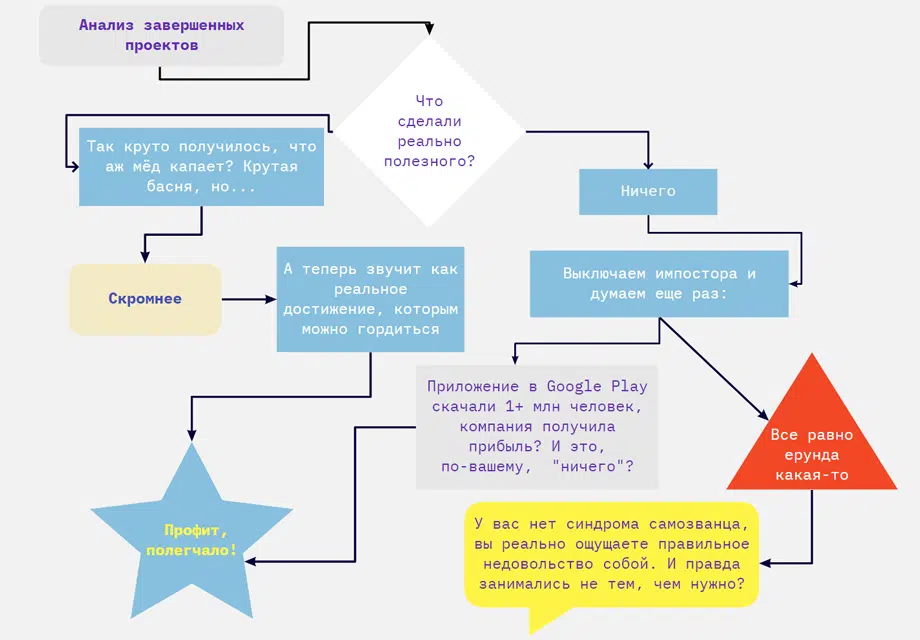 Анализ завершенных
проектов
Что
сделали
реально
полезного?
Так круто получилось, что
аж мёд капает? Крутая
басня, но...
Ничего
Скромнее
А теперь звучит как
реальное
достижение, которым
можно гордиться
Выключаем импостора и
думаем еще раз:
Приложение в Google Play
скачали 1+ млн человек,
компания получила
прибыль? И это,
по-вашему, "ничего"?
Все равно
ерунда
какая-то
Профит,
полегчало!
У вас нет синдрома самозванца,
вы реально ощущаете правильное
недовольство собой. И правда
занимались не тем, чем нужно?